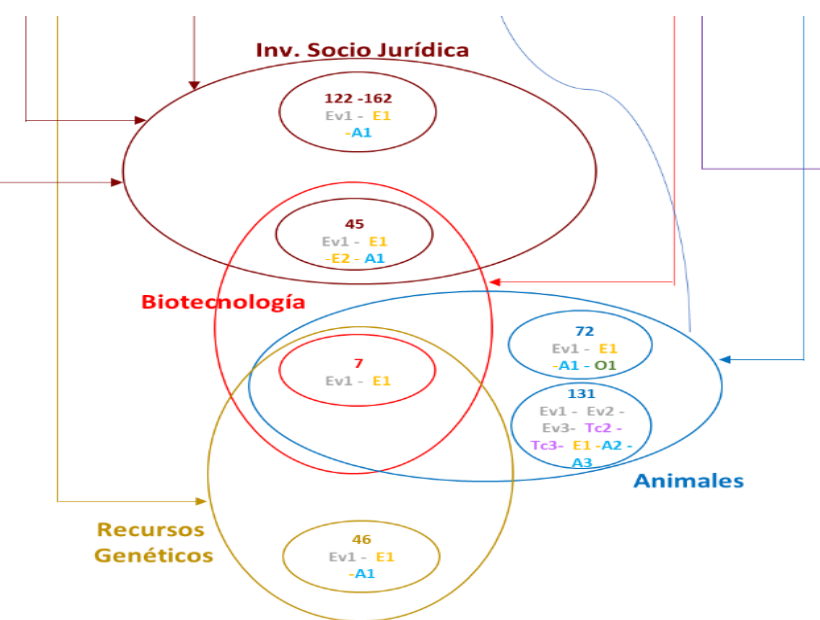 Inv. Socio Jurídica
122 -162
Ev1 - E1
-A1
45
Ev1 - E1
-E2 - A1
Biotecnología
7
Ev1 - E1
72
Ev1 - E1
-A1 - O1
131
Ev1 - Ev2 -
Ev3- Tc2 -
Tc3- E1 -A2 -
A3
Animales
Recursos
Genéticos
46
Ev1 - E1
-A1